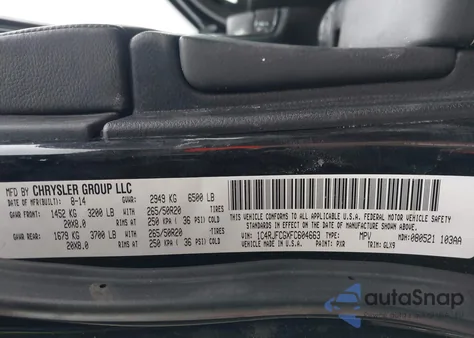 MFD BY CHRYSLER GROUP LLC
DATE OF MFR(BUILT): 8-14 GVWR: 2949 KG 6500 LB
GAWR FRONT: 1452 KG 3200 LB WITH 265/50R20 TIRES
20X8.0 RIMS AT 250 KPA ( 36 PSI) COLD
GAWR REAR: 1679 KG 3700 LB WITH 265/50R20 TIRES
20X8.0 RIMS AT 250 KPA ( 36 PSI) COLD
THIS VEHICLE CONFORMS TO ALL APPLICABLE U.S.A. FEDERAL MOTOR VEHICLE SAFETY
STANDARDS IN EFFECT ON THE DATE OF MANUFACTURE SHOWN ABOVE.
VIN: 1C4RJFCGXFC604663 TYPE: MPV MDH: 080521 103AA
VEHICLE MADE IN U.S.A. PAINT: PXR TRIM: GLX9
autoSnap